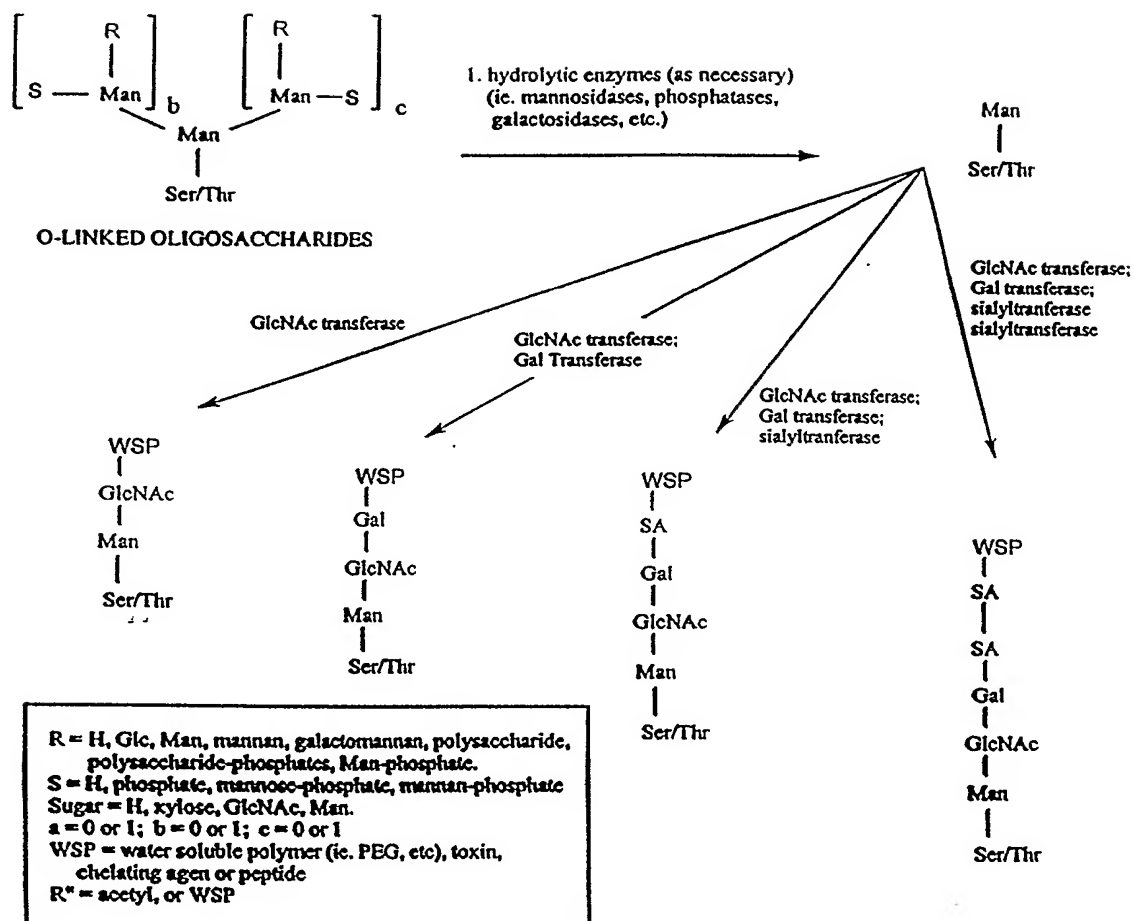 R
S — Man
b
R
Man — S
c
Man
Ser/Thr
O-LINKED OLIGOSACCHARIDES
1. hydrolytic enzymes (as necessary)
(ie. mannosidases, phosphatases,
galactosidases, etc.)
Man
Ser/Thr
GlcNAc transferase
GlcNAc transferase;
Gal Transferase
GlcNAc transferase;
Gal transferase;
sialyltranferase
GlcNAc transferase;
Gal transferase;
sialyltranferase
sialyltransferase
WSP
GlcNAc
Man
Ser/Thr
WSP
Gal
GlcNAc
Man
Ser/Thr
WSP
SA
Gal
GlcNAc
Man
Ser/Thr
WSP
SA
SA
Gal
GlcNAc
Man
Ser/Thr
R = H, Glc, Man, mannan, galactomannan, polysaccharide,
polysaccharide-phosphates, Man-phosphate.
S = H, phosphate, mannose-phosphate, mannan-phosphate
Sugar = H, xylose, GlcNAc, Man.
a = 0 or 1; b = 0 or 1; c = 0 or 1
WSP = water soluble polymer (ie. PEG, etc), toxin,
chelating agen or peptide
R" = acetyl, or WSP